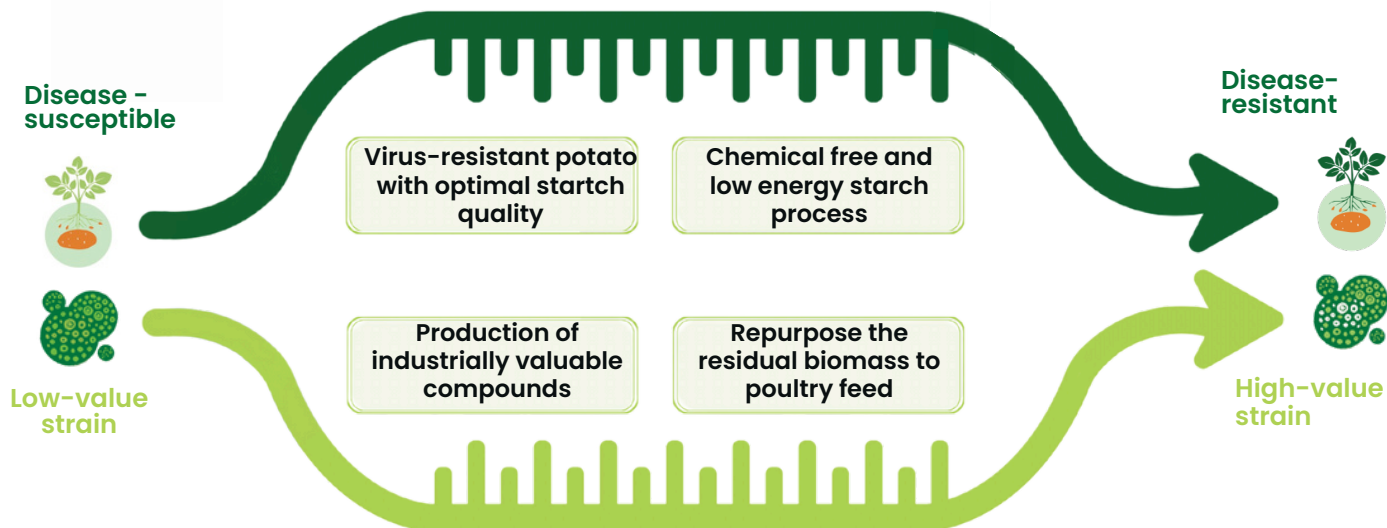 Disease -
susceptible
Disease-
resistant
Virus-resistant potato
with optimal startch
quality
Chemical free and
low energy starch
process
Production of
industrially valuable
compounds
Repurpose the
residual biomass to
poultry feed
Low-value
strain
High-value
strain